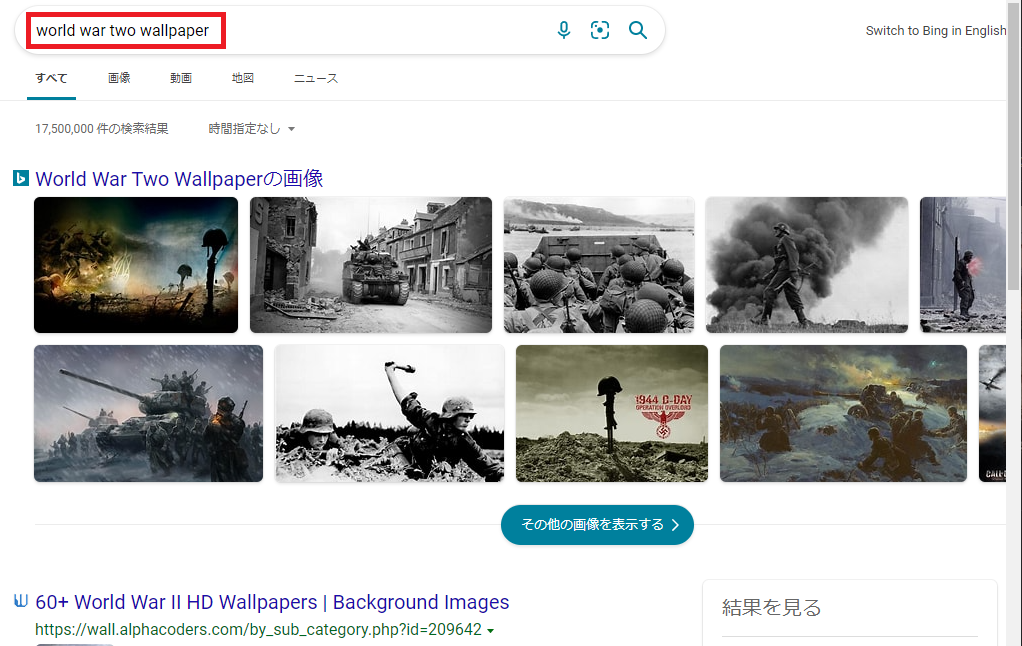 world war two wallpaper
Switch to Bing in English
すべて 画像 動画 地図 ニュース
17,500,000 件の検索結果 時間指定なし
World War Two Wallpaperの画像
1944 D-DAY
OPERATION OVERLORD
その他の画像を表示する
60+ World War II HD Wallpapers | Background Images
https://wall.alphacoders.com/by_sub_category.php?id=209642
結果を見る